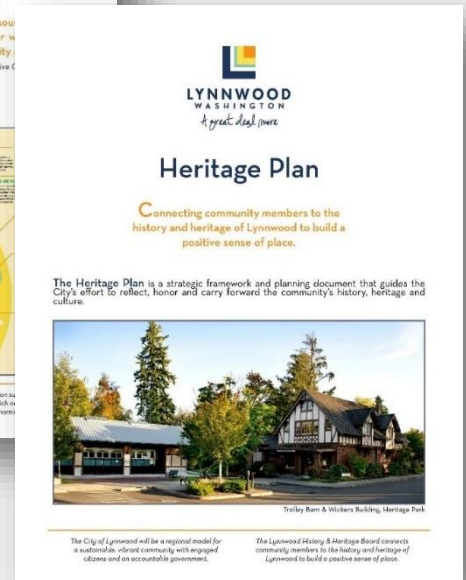 LYNNWOOD
WASHINGTON
A great deal more
Heritage Plan
Connecting community members to the
history and heritage of Lynnwood to build a
positive sense of place.
The Heritage Plan is a strategic framework and planning document that guides the
City's effort to reflect, honor and carry forward the community's history, heritage and
culture.
Trolley Barn & Wickers Building, Heritage Park
The City of Lynnwood will be a regional model for
a sustainable, vibrant community with engaged
citizens and an accountable government.
The Lynnwood History & Heritage Board connects
community members to the history and heritage of
Lynnwood to build a positive sense of place.